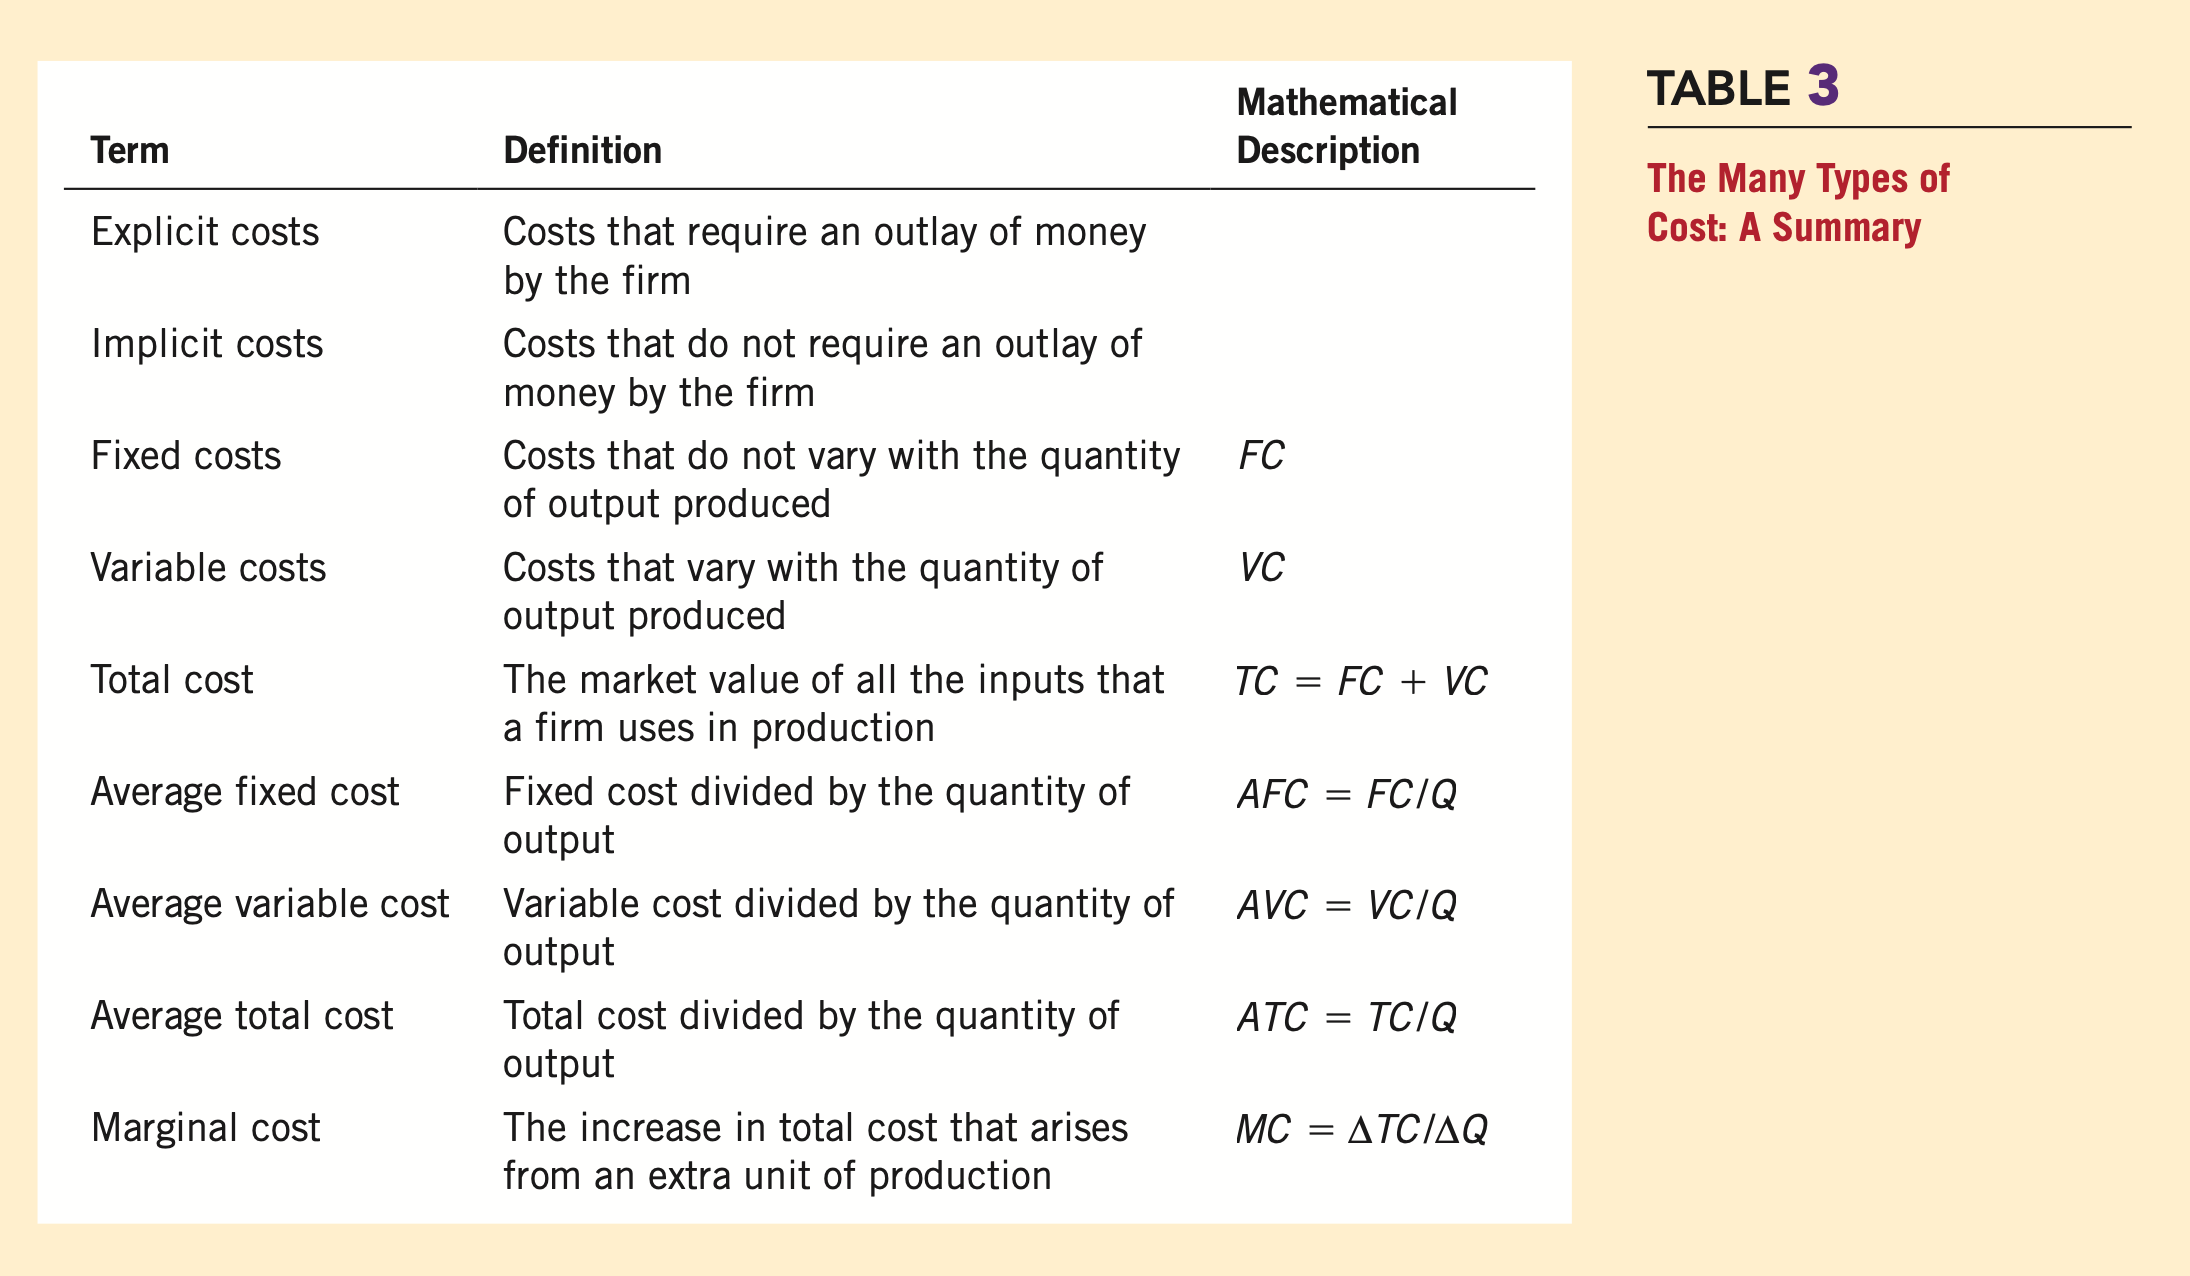 TABLE 3
The Many Types of
Cost: A Summary
Term Definition Mathematical
Description
Explicit costs Costs that require an outlay of money
by the firm
Implicit costs Costs that do not require an outlay of
money by the firm
Fixed costs Costs that do not vary with the quantity FC
of output produced
Variable costs Costs that vary with the quantity of VC
output produced
Total cost The market value of all the inputs that TC = FC + VC
a firm uses in production
Average fixed cost Fixed cost divided by the quantity of AFC = FC/Q
output
Average variable cost Variable cost divided by the quantity of AVC = VC/Q
output
Average total cost Total cost divided by the quantity of ATC = TC/Q
output
Marginal cost The increase in total cost that arises MC = ΔTC/ΔQ
from an extra unit of production